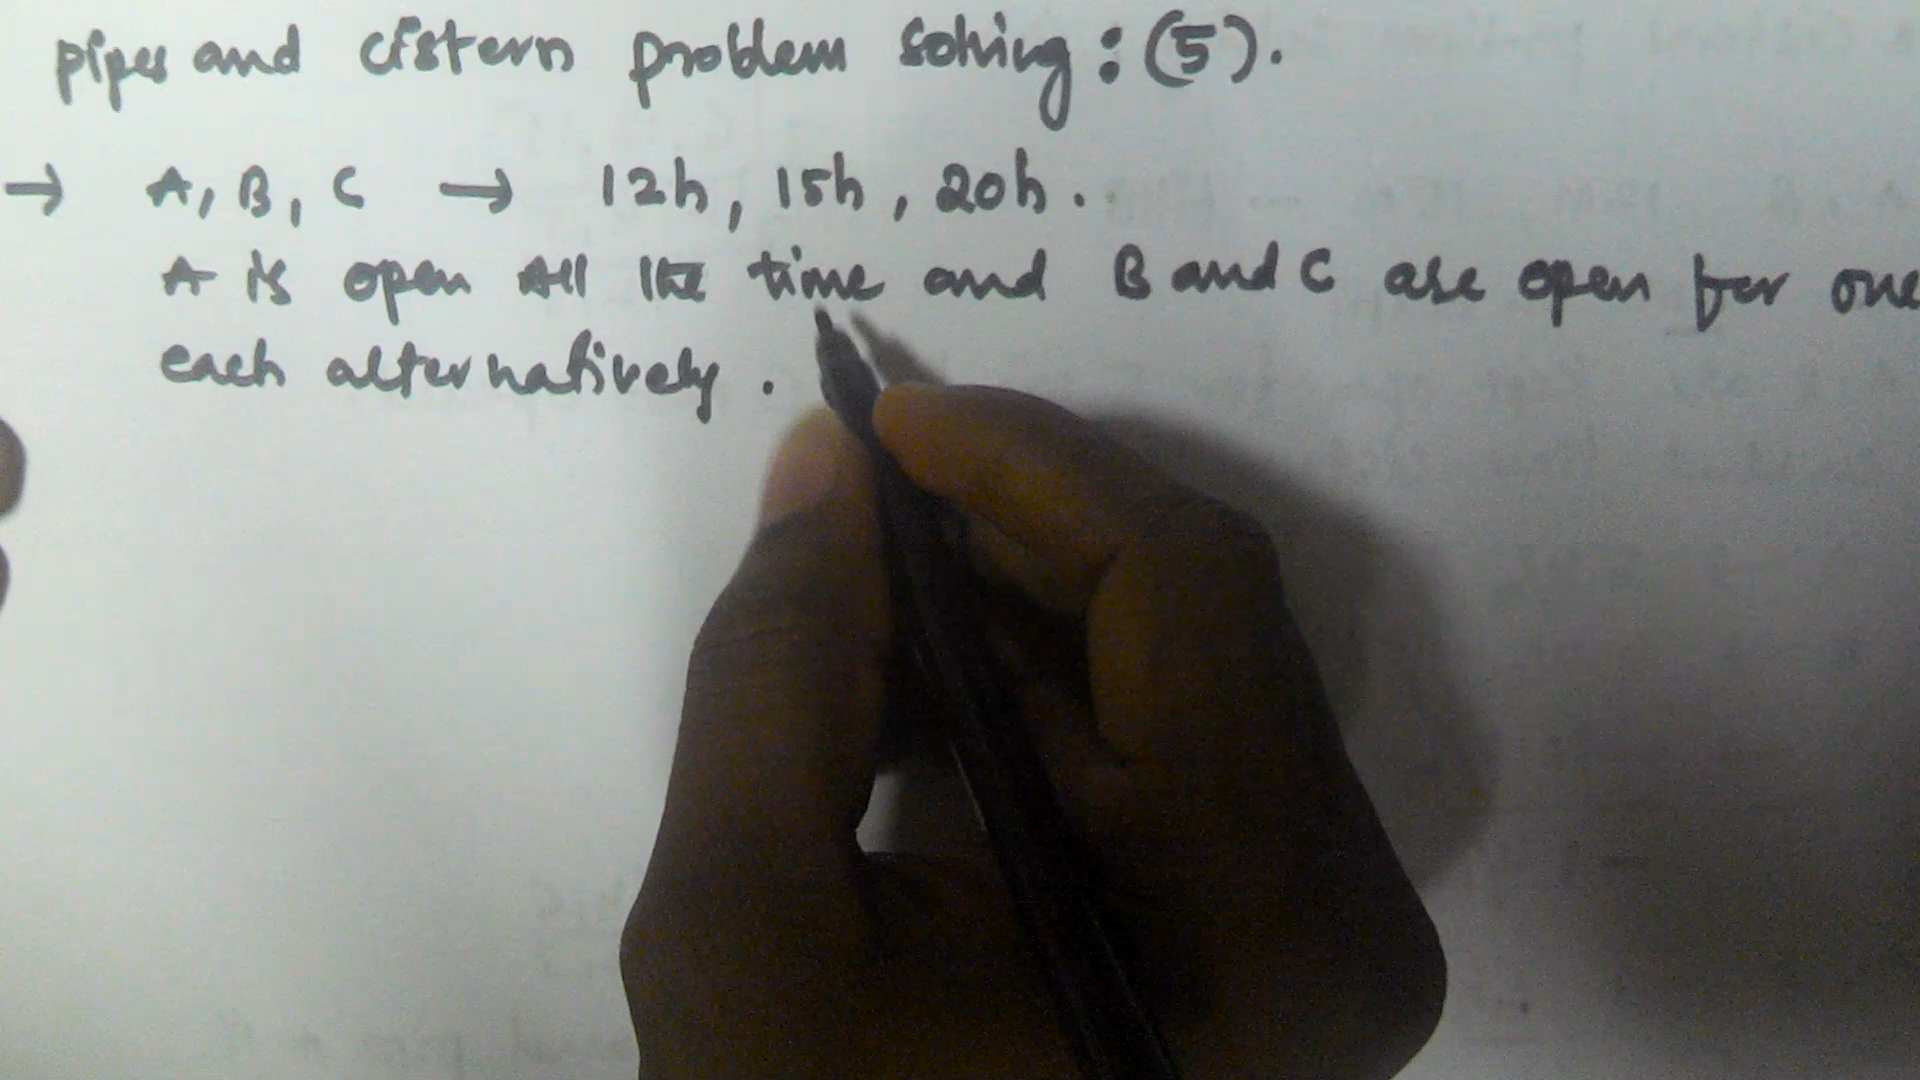 pipes and cistern problem solving : (5).
→ A, B, C → 12h, 15h, 20h.
A is open All the time and B and C are open for one
each alternatively.